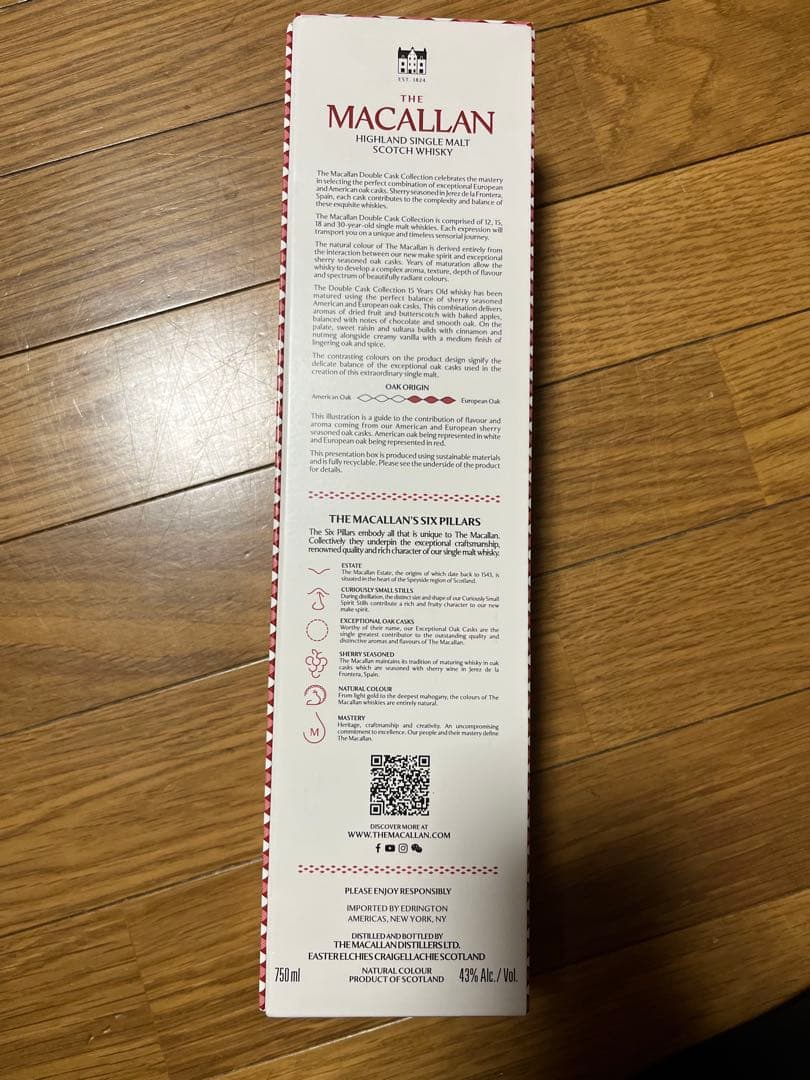 EST. 1824
THE
MACALLAN
HIGHLAND SINGLE MALT
SCOTCH WHISKY
The Macallan Double Cask Collection celebrates the mastery
in selecting the perfect combination of exceptional European
and American oak casks. Sherry seasoned in Jerez de la Frontera,
Spain, each cask contributes to the complexity and balance of
these exquisite whiskies.
The Macallan Double Cask Collection is comprised of 12, 15,
18 and 30-year-old single malt whiskies. Each expression will
transport you on a unique and timeless sensorial journey.
The natural colour of The Macallan is derived entirely from
the interaction between our new make spirit and exceptional
sherry seasoned oak casks. Years of maturation allow the
whisky to develop a complex aroma, texture, depth of flavour
and spectrum of beautifully radiant colours.
The Double Cask Collection 15 Years Old whisky has been
matured using the perfect balance of sherry seasoned
American and European oak casks. This combination delivers
aromas of dried fruit and butterscotch with baked apples,
balanced with notes of chocolate and smooth oak. On the
palate, sweet raisin and sultana builds with cinnamon and
nutmeg alongside creamy vanilla with a medium finish of
lingering oak and spice.
The contrasting colours on the product design signify the
delicate balance of the exceptional oak casks used in the
creation of this extraordinary single malt.
OAK ORIGIN
American Oak European Oak
This illustration is a guide to the contribution of flavour and
aroma coming from our American and European sherry
seasoned oak casks. American oak being represented in white
and European oak being represented in red.
This presentation box is produced using sustainable materials
and is fully recyclable. Please see the underside of the product
for details.
THE MACALLAN'S SIX PILLARS
The Six Pillars embody all that is unique to The Macallan.
Collectively they underpin the exceptional craftsmanship,
renowned quality and rich character of our single malt whisky.
ESTATE
The Macallan Estate, the origins of which date back to 1543, is
situated in the heart of the Speyside region of Scotland.
CURIOUSLY SMALL STILLS
During distillation, the distinct size and shape of our Curiously Small
Spirit Stills contribute a rich and fruity character to our new
make spirit.
EXCEPTIONAL OAK CASKS
Worthy of their name, our Exceptional Oak Casks are the
single greatest contributor to the outstanding quality and
distinctive aromas and flavours of The Macallan.
SHERRY SEASONED
The Macallan maintains its tradition of maturing whisky in oak
casks which are seasoned with sherry wine in Jerez de la
Frontera, Spain.
NATURAL COLOUR
From light gold to the deepest mahogany, the colours of The
Macallan whiskies are entirely natural.
M
MASTERY
Heritage, craftmanship and creativity. An uncompromising
commitment to excellence. Our people and their mastery define
The Macallan.
DISCOVER MORE AT
WWW.THEMACALLAN.COM
PLEASE ENJOY RESPONSIBLY
IMPORTED BY EDRINGTON
AMERICAS, NEW YORK, NY
DISTILLED AND BOTTLED BY
THE MACALLAN DISTILLERS LTD.
EASTER ELCHIES CRAIGELLACHIE SCOTLAND
750 ml NATURAL COLOUR 43% Alc./ Vol.
PRODUCT OF SCOTLAND